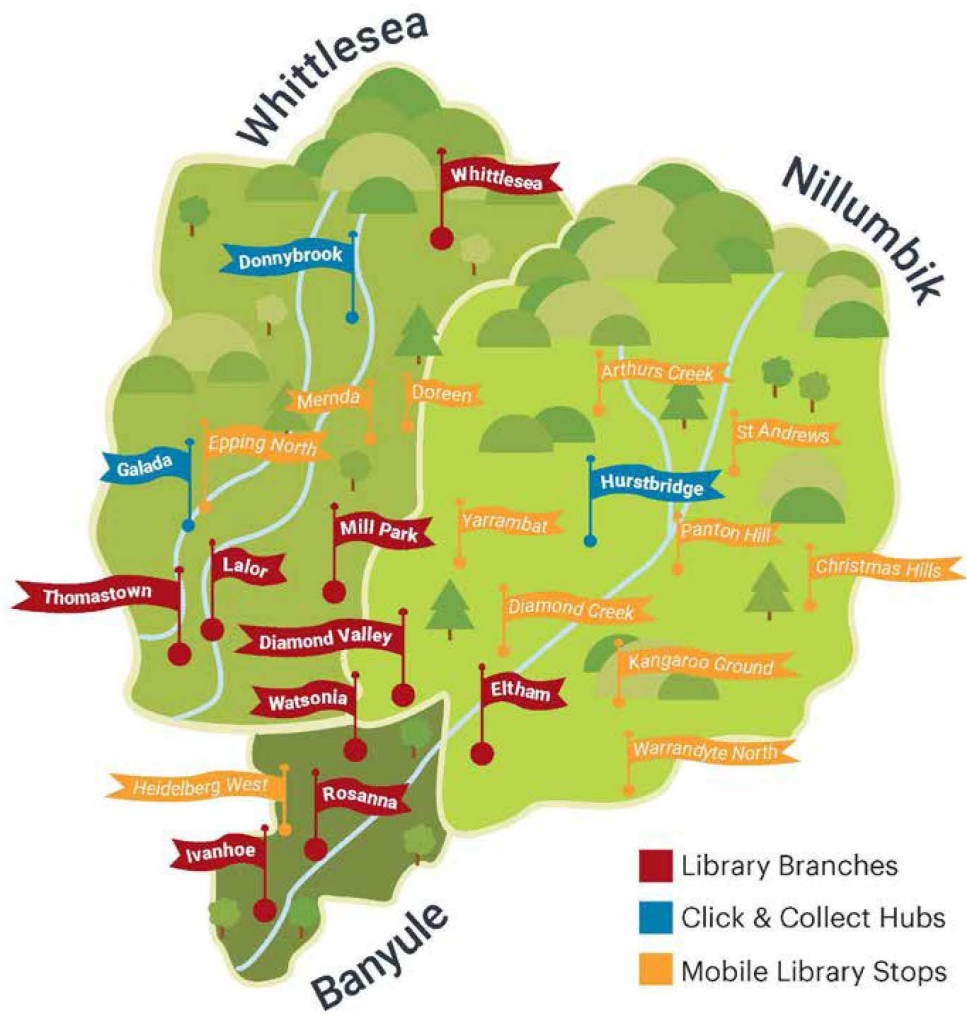 Whittlesea
Nillumbik
Whittlesea
Donnybrook
Arthurs Creek
Mernda
Doreen
St Andrews
Epping North
Galada
Hurstbridge
Mill Park
Yarrambat
Panton Hill
Lalor
Christmas Hills
Thomastown
Diamond Creek
Diamond Valley
Kangaroo Ground
Watsonia
Eltham
Warrandyte North
Heidelberg West
Rosanna
Ivanhoe
Banyule
Library Branches
Click & Collect Hubs
Mobile Library Stops